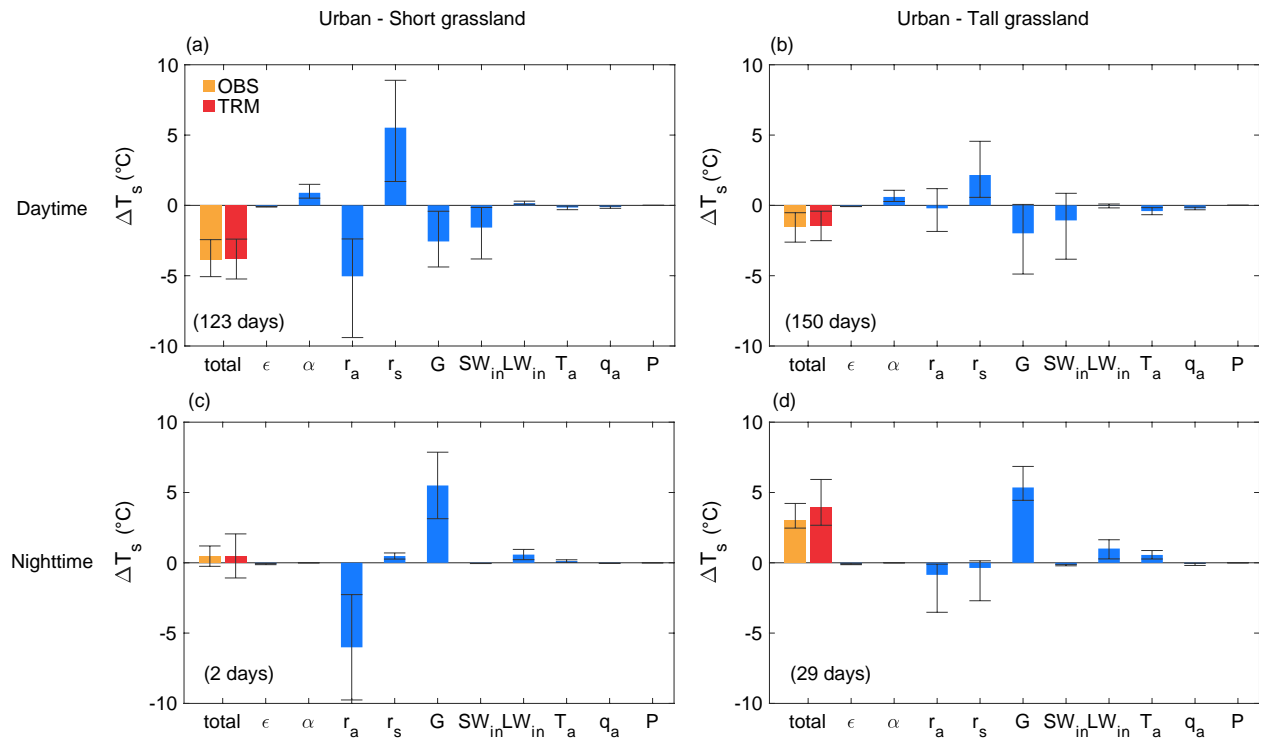 Urban - Short grassland
Urban - Tall grassland
Daytime
Nighttime
(a)
10
5
0
-5
-10
ΔT_s (°C)
OBS
TRM
(123 days)
total ϵ α r_a r_s G SW_in LW_in T_a q_a P
(b)
10
5
0
-5
-10
ΔT_s (°C)
(150 days)
total ϵ α r_a r_s G SW_in LW_in T_a q_a P
(c)
10
5
0
-5
-10
ΔT_s (°C)
(2 days)
total ϵ α r_a r_s G SW_in LW_in T_a q_a P
(d)
10
5
0
-5
-10
ΔT_s (°C)
(29 days)
total ϵ α r_a r_s G SW_in LW_in T_a q_a P